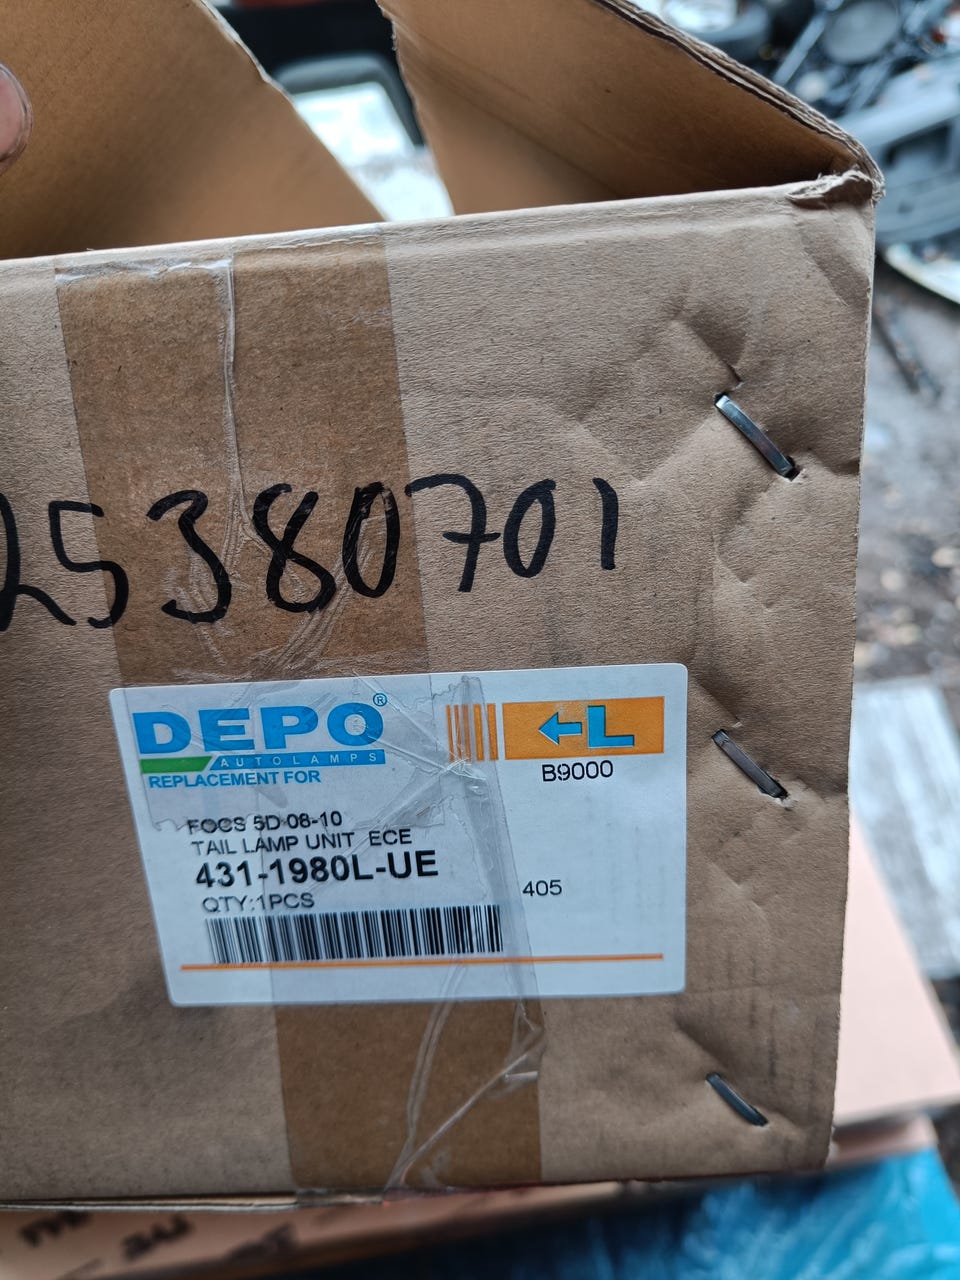 25380701
DEPO®
AUTOLAMPS
REPLACEMENT FOR
L
B9000
FOCS 5D 08-10
TAIL LAMP UNIT ECE
431-1980L-UE
QTY:1PCS
405